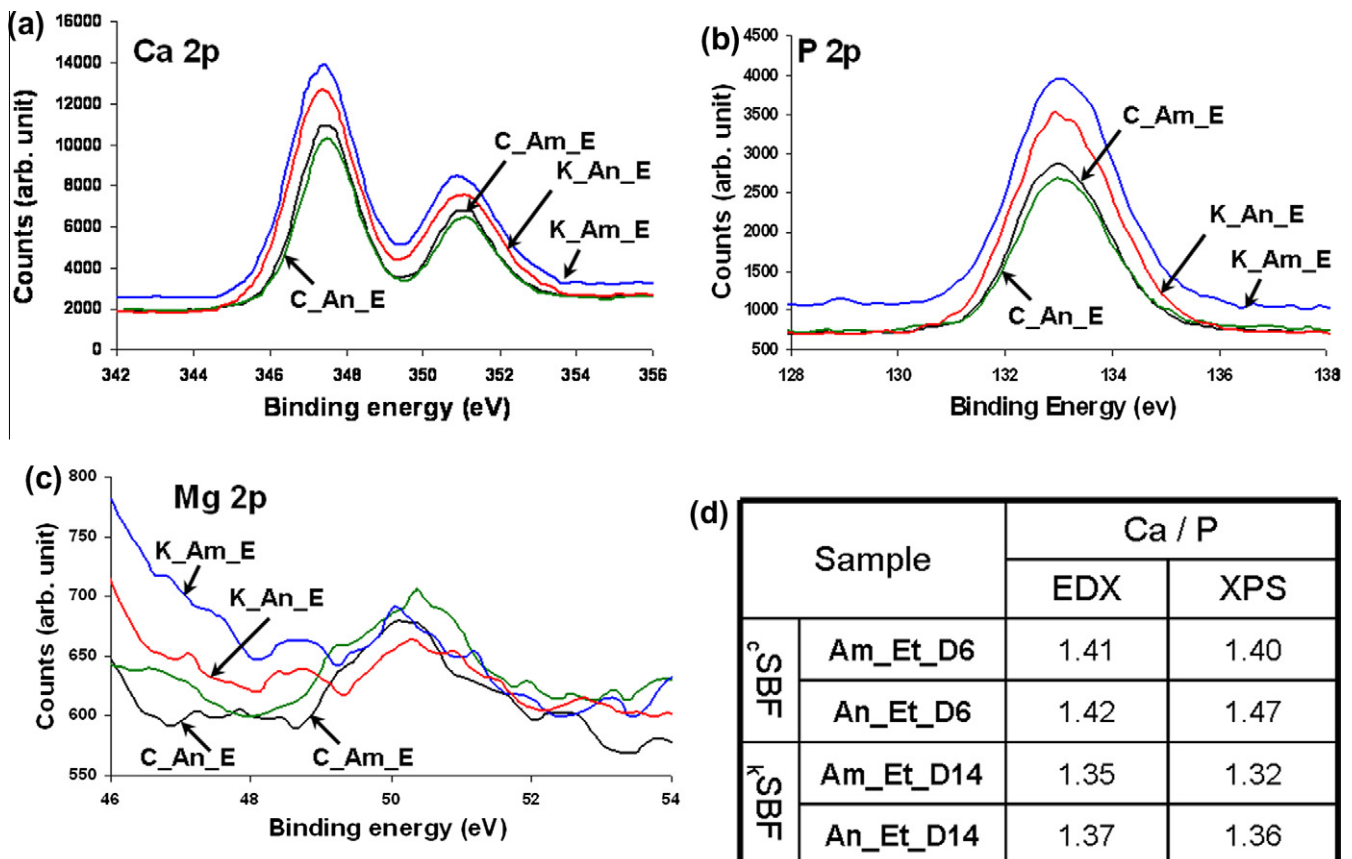 (a)
Ca 2p
Counts (arb. unit)
16000
14000
12000
10000
8000
6000
4000
2000
0
C_Am_E
K_An_E
K_Am_E
C_An_E
342 344 346 348 350 352 354 356
Binding energy (eV)
(b)
P 2p
Counts (arb. unit)
4500
4000
3500
3000
2500
2000
1500
1000
500
C_Am_E
K_An_E
K_Am_E
C_An_E
128 130 132 134 136 138
Binding Energy (ev)
(c)
Mg 2p
Counts (arb. unit)
800
750
700
650
600
550
K_Am_E
K_An_E
C_An_E
C_Am_E
46 48 50 52 54
Binding energy (eV)
(d)
Sample Ca / P
EDX XPS
cSBF
Am_Et_D6 1.41 1.40
An_Et_D6 1.42 1.47
kSBF
Am_Et_D14 1.35 1.32
An_Et_D14 1.37 1.36